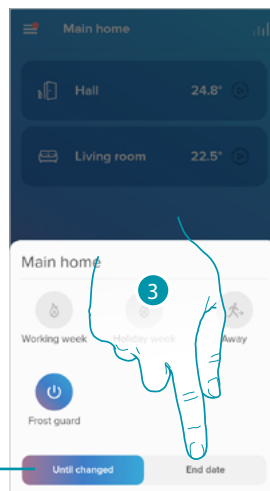 Main home
Hall 24.8°
Living room 22.5°
Main home
3
Working week Holiday week Away
Frost guard
Until changed End date